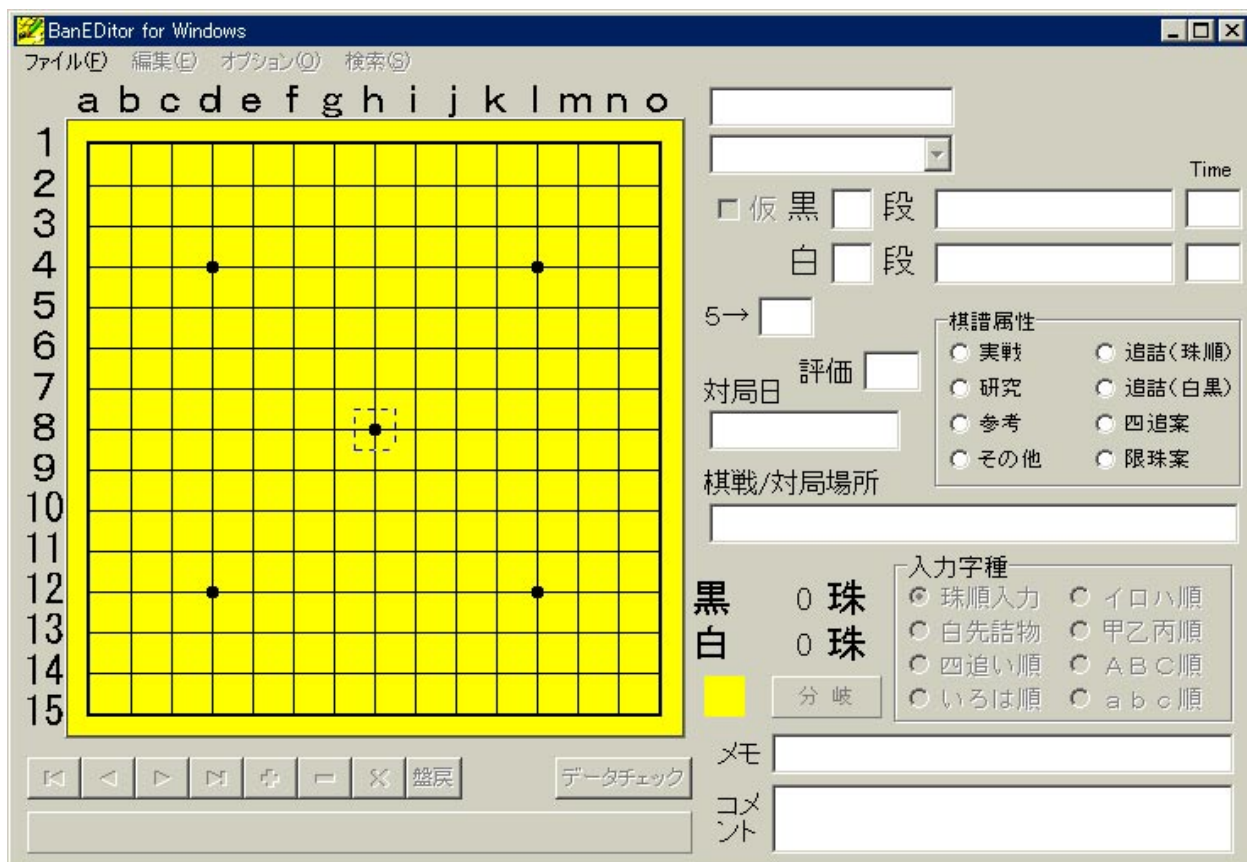 BanEDitor for Windows
ファイル(F) 編集(E) オプション(O) 検索(S)
a b c d e f g h i j k l m n o
1
2
3
4
5
6
7
8
9
10
11
12
13
14
15
Time
仮 黒 段
白 段
5→
評価
対局日
棋譜属性
実戦 追詰(珠順)
研究 追詰(白黒)
参考 四追案
その他 限珠案
棋戦/対局場所
黒 0 珠
白 0 珠
分 岐
入力字種
珠順入力 イロハ順
白先詰物 甲乙丙順
四追い順 ABC順
いろは順 abc順
盤戻 データチェック
メモ
コメ
ント